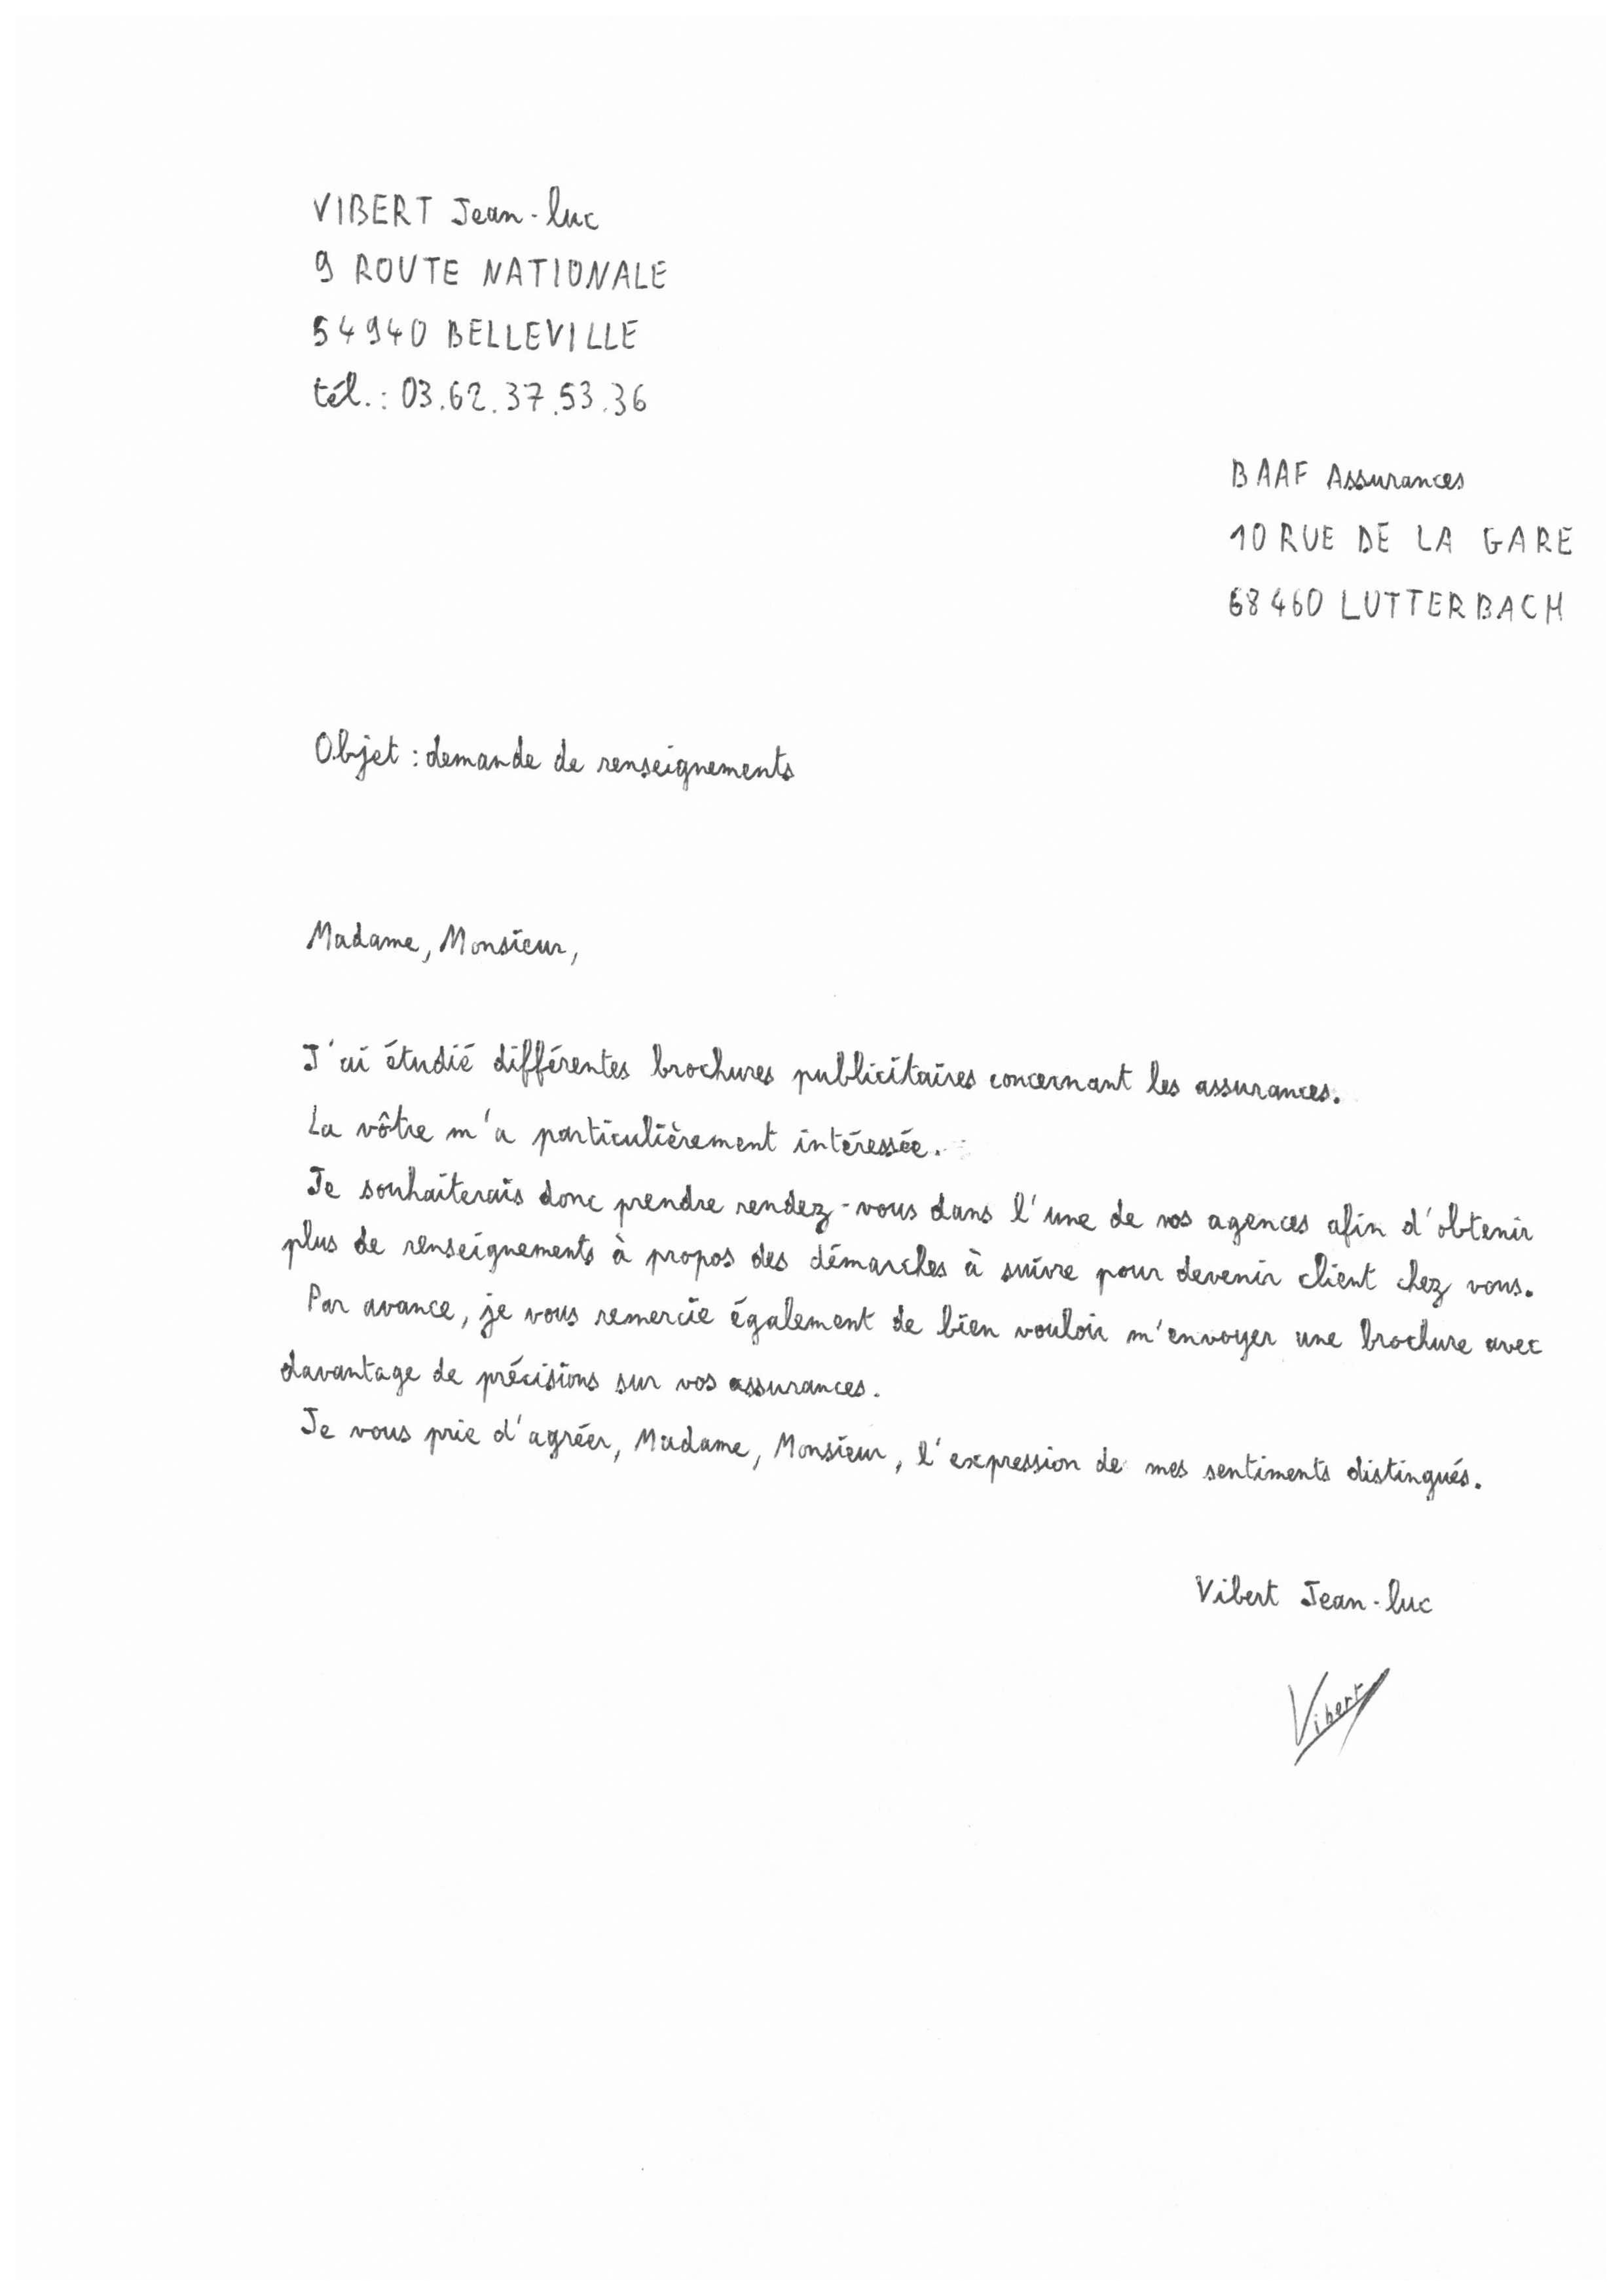 VIBERT Jean-luc
9 ROUTE NATIONALE
54940 BELLEVILLE
tél.: 03.62.37.53.36
BAAF Assurances
10 RUE DE LA GARE
68460 LUTTERBACH
Objet : demande de renseignements
Madame, Monsieur,
J'ai étudié différentes brochures publicitaires concernant les assurances.
La vôtre m'a particulièrement intéressée.
Je souhaiterais donc prendre rendez-vous dans l'une de vos agences afin d'obtenir
plus de renseignements à propos des démarches à suivre pour devenir client chez vous.
Par avance, je vous remercie également de bien vouloir m'envoyer une brochure avec
davantage de précisions sur vos assurances.
Je vous prie d'agréer, Madame, Monsieur, l'expression de mes sentiments distingués.
Vibert Jean-luc
Vibert